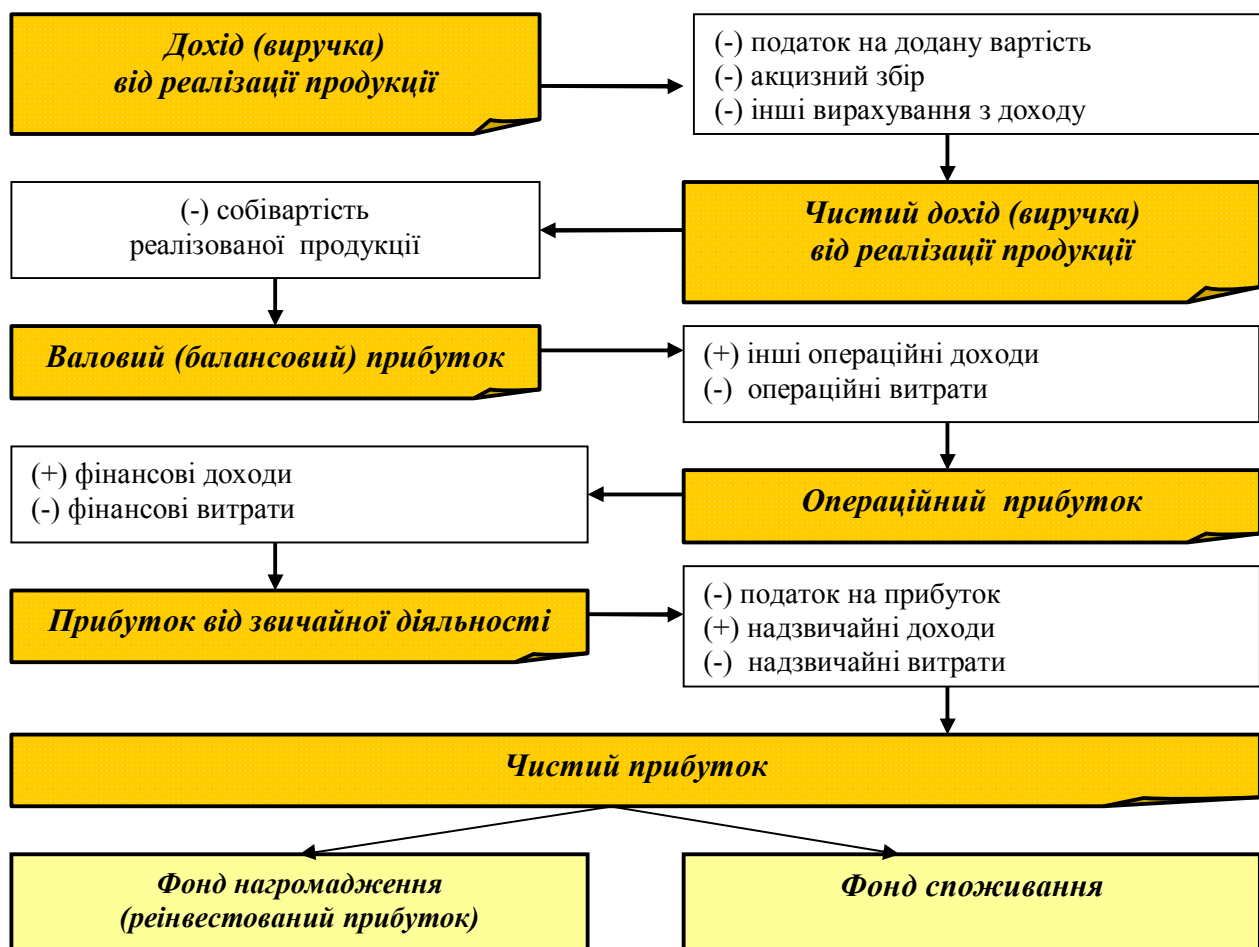 Дохід (виручка)
від реалізації продукції
(-) податок на додану вартість
(-) акцизний збір
(-) інші вирахування з доходу
Чистий дохід (виручка)
від реалізації продукції
(-) собівартість
реалізованої продукції
Валовий (балансовий) прибуток
(+) інші операційні доходи
(-) операційні витрати
Операційний прибуток
(+) фінансові доходи
(-) фінансові витрати
Прибуток від звичайної діяльності
(-) податок на прибуток
(+) надзвичайні доходи
(-) надзвичайні витрати
Чистий прибуток
Фонд нагромадження
(реінвестований прибуток)
Фонд споживання